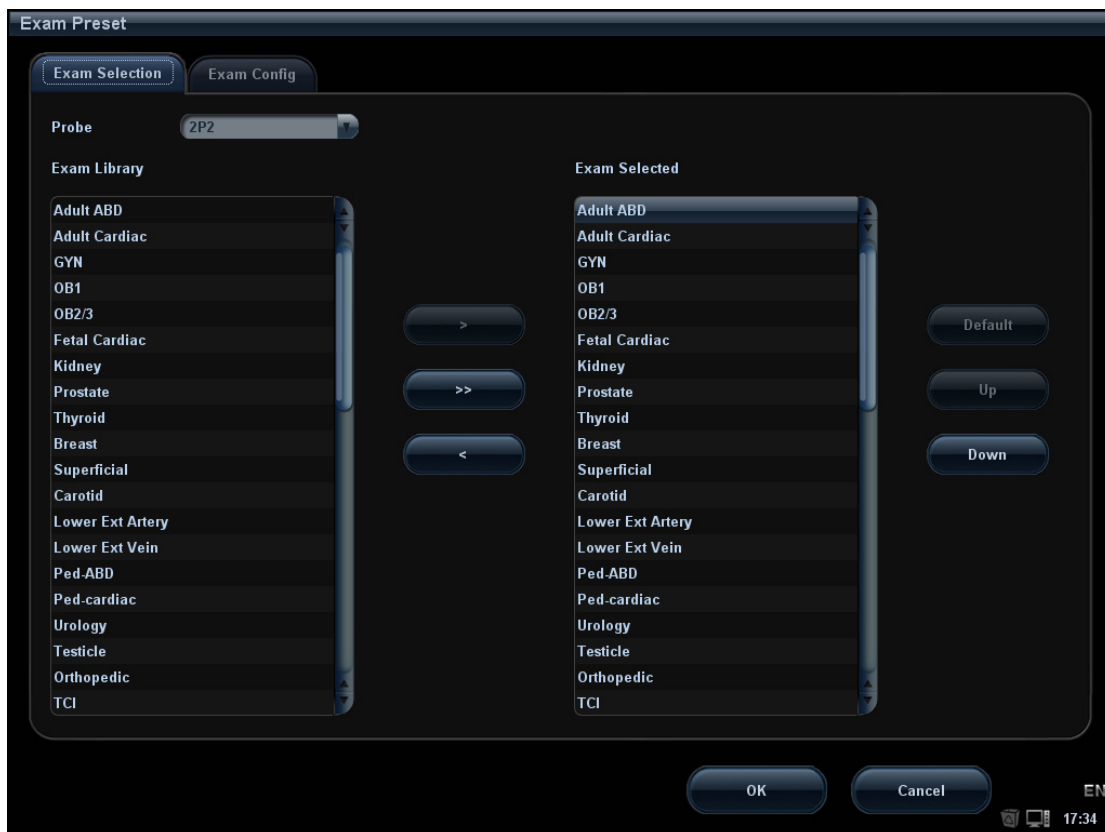 Exam Preset
Exam Selection
Exam Config
Probe
2P2
Exam Library
Adult ABD
Adult Cardiac
GYN
OB1
OB2/3
Fetal Cardiac
Kidney
Prostate
Thyroid
Breast
Superficial
Carotid
Lower Ext Artery
Lower Ext Vein
Ped-ABD
Ped-cardiac
Urology
Testicle
Orthopedic
TCI
>
>>
<
Exam Selected
Adult ABD
Adult Cardiac
GYN
OB1
OB2/3
Fetal Cardiac
Kidney
Prostate
Thyroid
Breast
Superficial
Carotid
Lower Ext Artery
Lower Ext Vein
Ped-ABD
Ped-cardiac
Urology
Testicle
Orthopedic
TCI
Default
Up
Down
OK
Cancel
EN
17:34